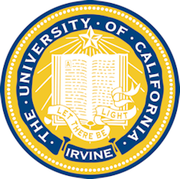 · THE · UNIVERSITY · OF · CALIFORNIA ·
LET THERE BE LIGHT
IRVINE